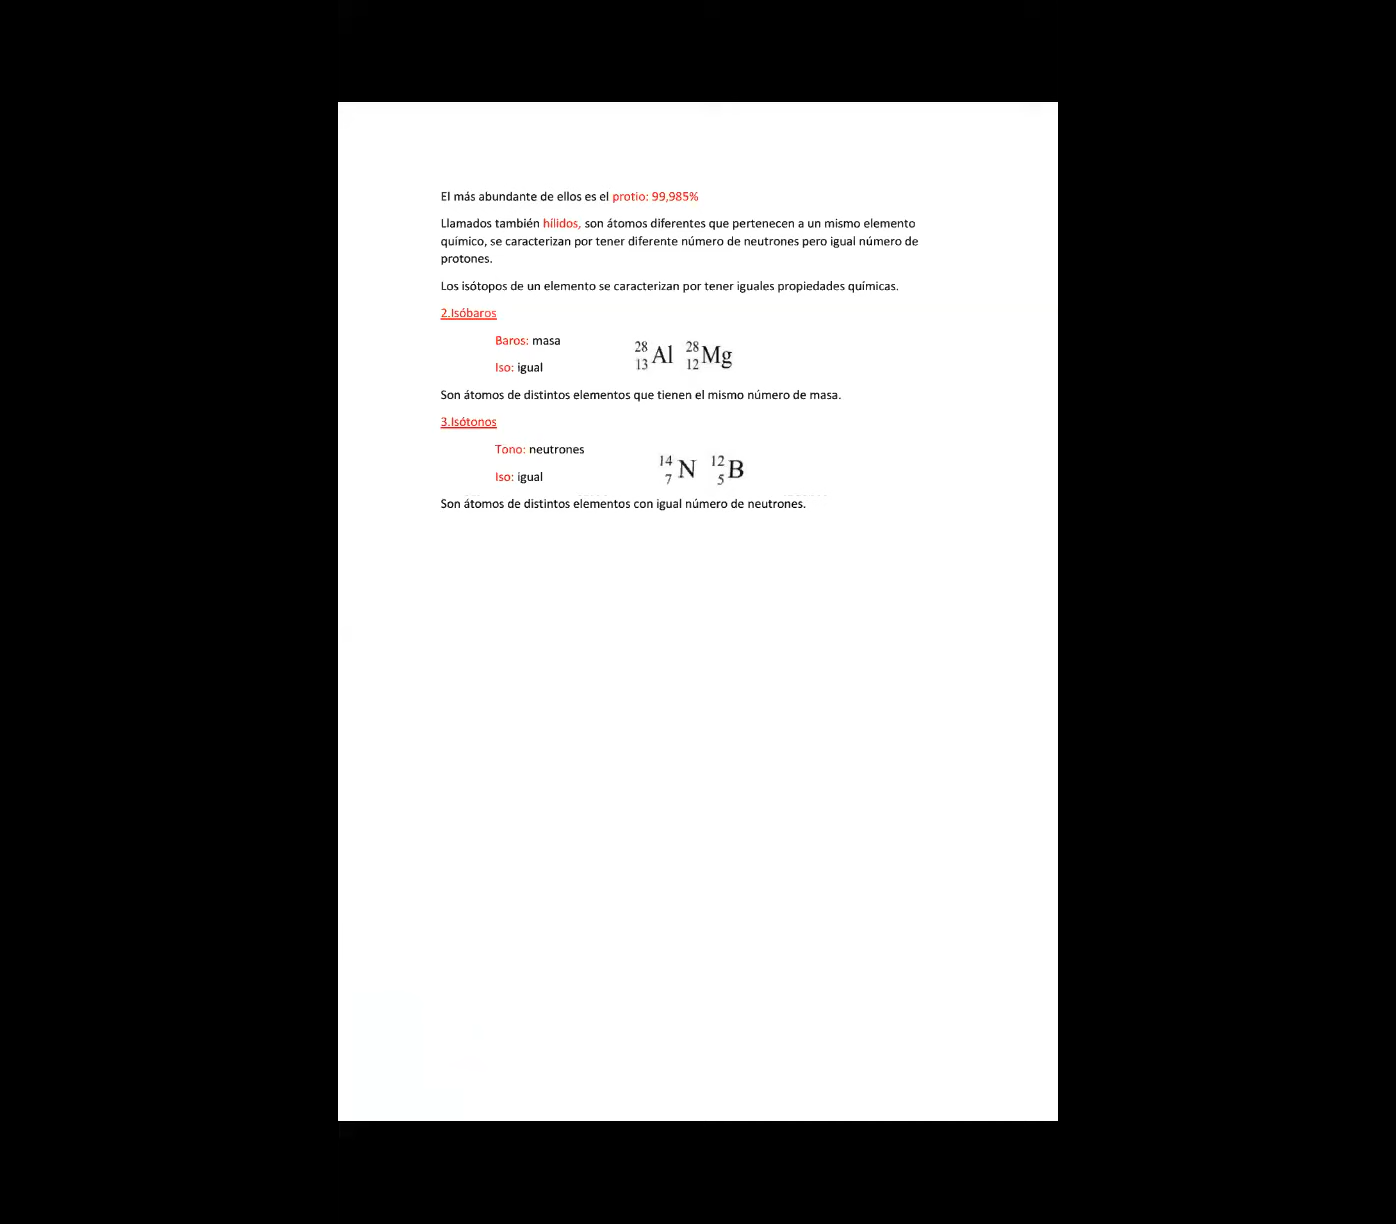 El más abundante de ellos es el protio: 99,985%
Llamados también hílidos, son átomos diferentes que pertenecen a un mismo elemento
químico, se caracterizan por tener diferente número de neutrones pero igual número de
protones.
Los isótopos de un elemento se caracterizan por tener iguales propiedades químicas.
2.Isóbaros
Baros: masa
28 13 Al 28 12 Mg
Iso: igual
Son átomos de distintos elementos que tienen el mismo número de masa.
3.Isótonos
Tono: neutrones
14 7 N 12 5 B
Iso: igual
Son átomos de distintos elementos con igual número de neutrones.